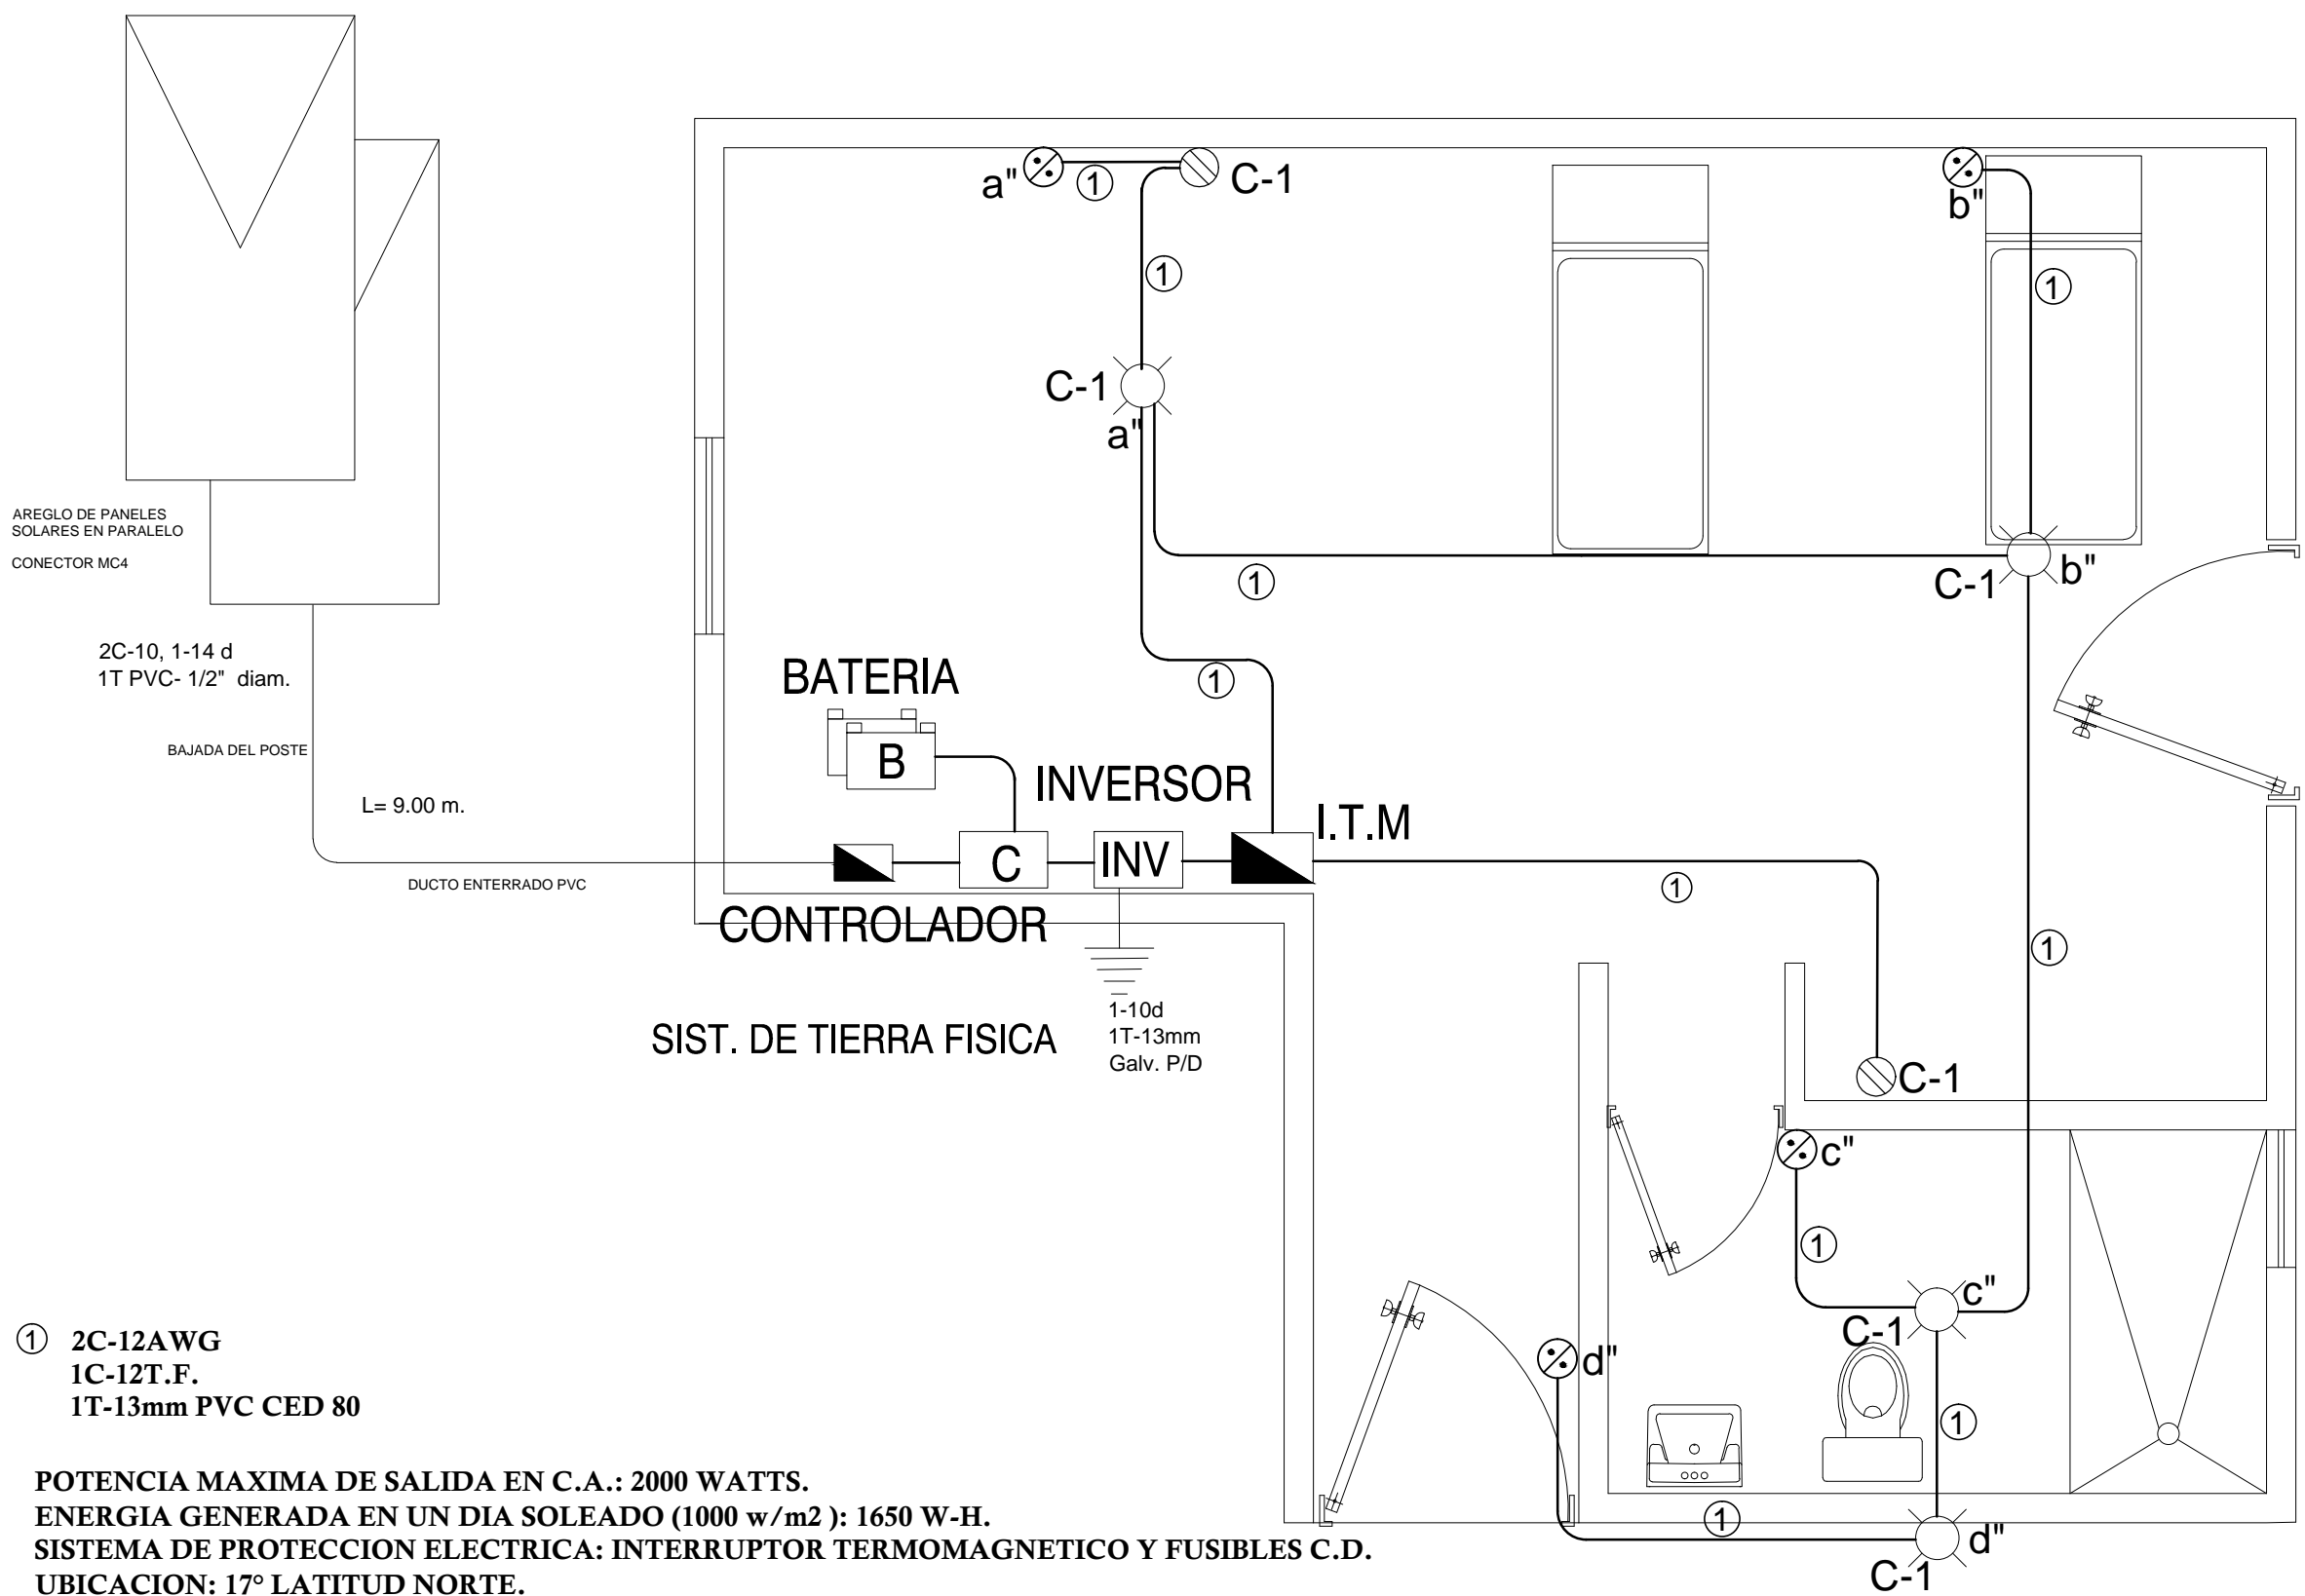 a"
①
C-1
b"
①
①
C-1
a"
①
C-1
b"
AREGLO DE PANELES
SOLARES EN PARALELO
CONECTOR MC4
2C-10, 1-14 d
1T PVC- 1/2" diam.
BAJADA DEL POSTE
L= 9.00 m.
DUCTO ENTERRADO PVC
①
BATERIA
B
INVERSOR
I.T.M
C
INV
CONTROLADOR
①
①
SIST. DE TIERRA FISICA
1-10d
1T-13mm
Galv. P/D
C-1
c"
①
c"
C-1
d"
①
①
d"
C-1
① 2C-12AWG
1C-12T.F.
1T-13mm PVC CED 80
POTENCIA MAXIMA DE SALIDA EN C.A.: 2000 WATTS.
ENERGIA GENERADA EN UN DIA SOLEADO (1000 w/m2 ): 1650 W-H.
SISTEMA DE PROTECCION ELECTRICA: INTERRUPTOR TERMOMAGNETICO Y FUSIBLES C.D.
UBICACION: 17° LATITUD NORTE.